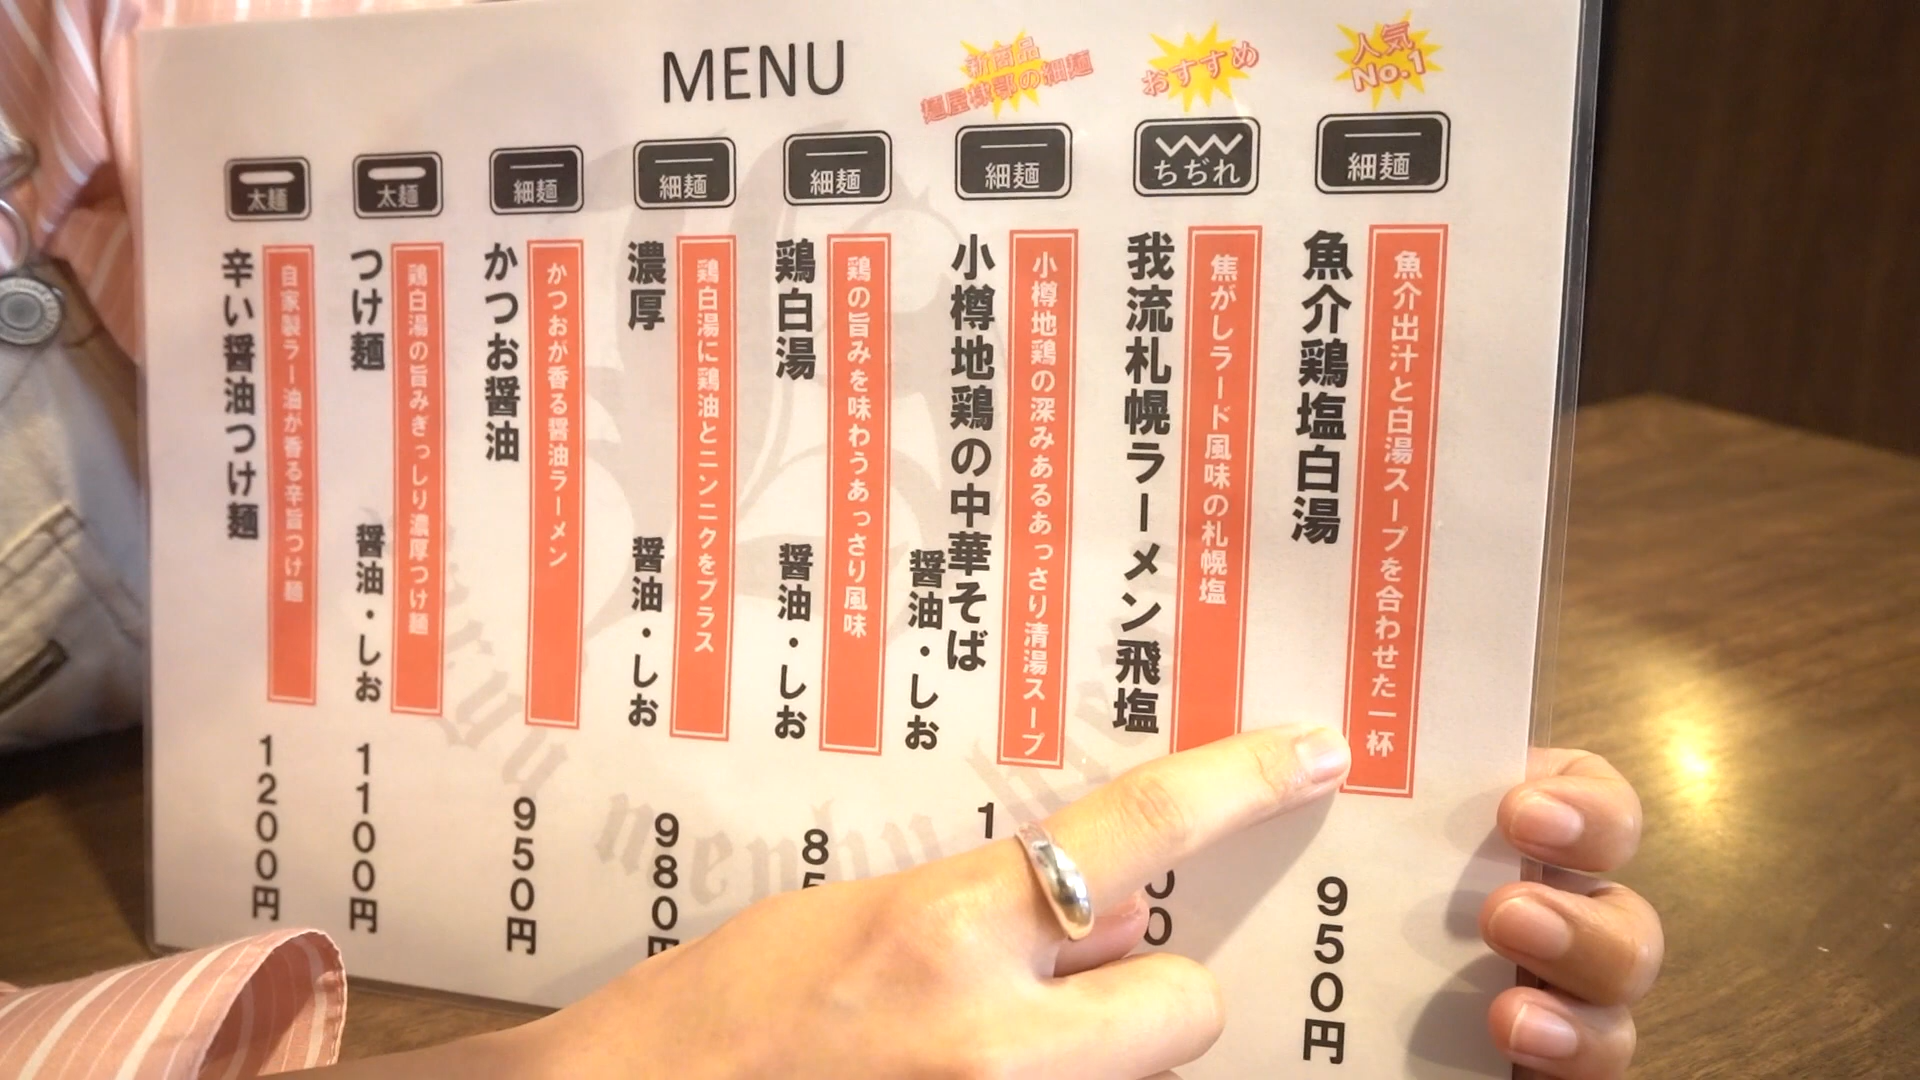 MENU
人気
No.1
細麺
魚介出汁と白湯スープを合わせた一杯
魚介鶏塩白湯
950円
おすすめ
ちぢれ
焦がしラード風味の札幌塩
我流札幌ラーメン飛塩
新商品
の細麺
細麺
小樽地鶏の深みあるあっさり清湯スープ
小樽地鶏の中華そば
醤油・しお
細麺
鶏の旨みを味わうあっさり風味
鶏白湯
醤油・しお
細麺
鶏白湯に鶏油とニンニクをプラス
濃厚
醤油・しお
980円
細麺
かつおが香る醤油ラーメン
かつお醤油
950円
太麺
鶏白湯の旨みぎっしり濃厚つけ麺
つけ麺
醤油・しお
1100円
太麺
自家製ラー油が香る辛旨つけ麺
辛い醤油つけ麺
1200円